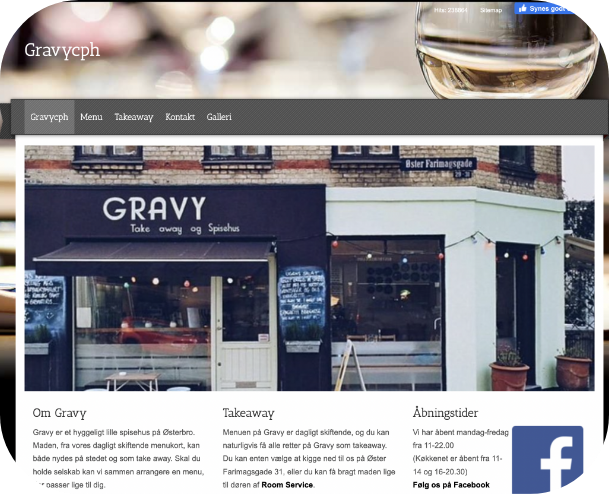 Hits: 238904 Sitemap Synes godt
Gravycph
Gravycph Menu Takeaway Kontakt Galleri
Øster Farimagsgade
GRAVY
Take away og Spisehus
Om Gravy
Gravy er et hyggeligt lille spisehus på Østerbro.
Maden, fra vores dagligt skiftende menukort, kan
både nydes på stedet og som take away. Skal du
holde selskab kan vi sammen arrangere en menu,
passer lige til dig.
Takeaway
Menuen på Gravy er dagligt skiftende, og du kan
naturligvis få alle retter på Gravy som takeaway.
Du kan enten vælge at kigge ned til os på Øster
Farimagsgade 31, eller du kan få bragt maden lige
til døren af Room Service.
Åbningstider
Vi har åbent mandag-fredag
fra 11-22.00
(Køkkenet er åbent fra 11-
14 og 16-20.30)
Følg os på Facebook